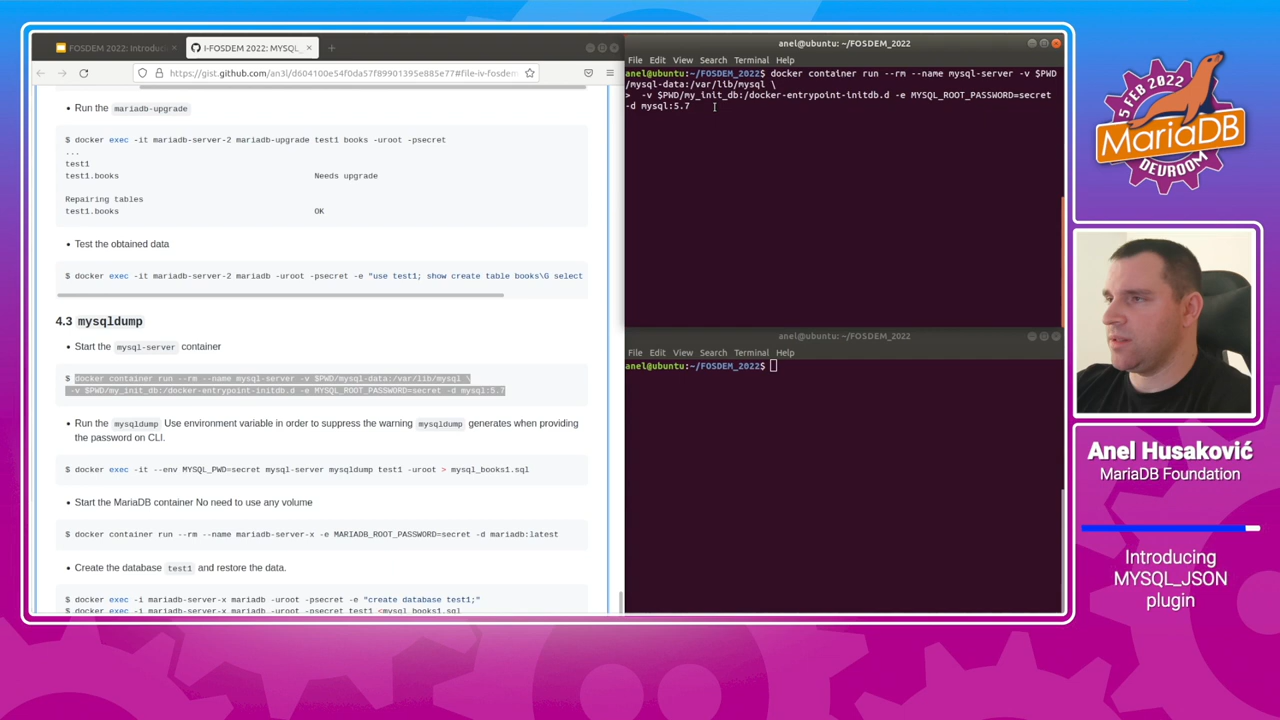 FOSDEM 2022: Introduc
I-FOSDEM 2022: MYSQL_
https://gist.github.com/an3l/d604100e54f0da57f89901395e885e77#file-iv-fosdem
Run the mariadb-upgrade
$ docker exec -it mariadb-server-2 mariadb-upgrade test1 books -uroot -psecret
...
test1
test1.books Needs upgrade
Repairing tables
test1.books OK
Test the obtained data
$ docker exec -it mariadb-server-2 mariadb -uroot -psecret -e "use test1; show create table books\G select
4.3 mysqldump
Start the mysql-server container
$ docker container run --rm --name mysql-server -v $PWD/mysql-data:/var/lib/mysql \
-v $PWD/my_init_db:/docker-entrypoint-initdb.d -e MYSQL_ROOT_PASSWORD=secret -d mysql:5.7
Run the mysqldump Use environment variable in order to suppress the warning mysqldump generates when providing
the password on CLI.
$ docker exec -it --env MYSQL_PWD=secret mysql-server mysqldump test1 -uroot > mysql_books1.sql
Start the MariaDB container No need to use any volume
$ docker container run --rm --name mariadb-server-x -e MARIADB_ROOT_PASSWORD=secret -d mariadb:latest
Create the database test1 and restore the data.
$ docker exec -i mariadb-server-x mariadb -uroot -psecret -e "create database test1;"
$ docker exec -i mariadb-server-x mariadb -uroot -psecret test1 <mysql_books1.sql
anel@ubuntu: ~/FOSDEM_2022
File Edit View Search Terminal Help
anel@ubuntu:~/FOSDEM_2022$ docker container run --rm --name mysql-server -v $PWD
/mysql-data:/var/lib/mysql \
> -v $PWD/my_init_db:/docker-entrypoint-initdb.d -e MYSQL_ROOT_PASSWORD=secret
-d mysql:5.7
anel@ubuntu: ~/FOSDEM_2022
File Edit View Search Terminal Help
anel@ubuntu:~/FOSDEM_2022$
5 FEB 2022
MariaDB
DEVROOM
Anel Husaković
MariaDB Foundation
Introducing
MYSQL_JSON
plugin